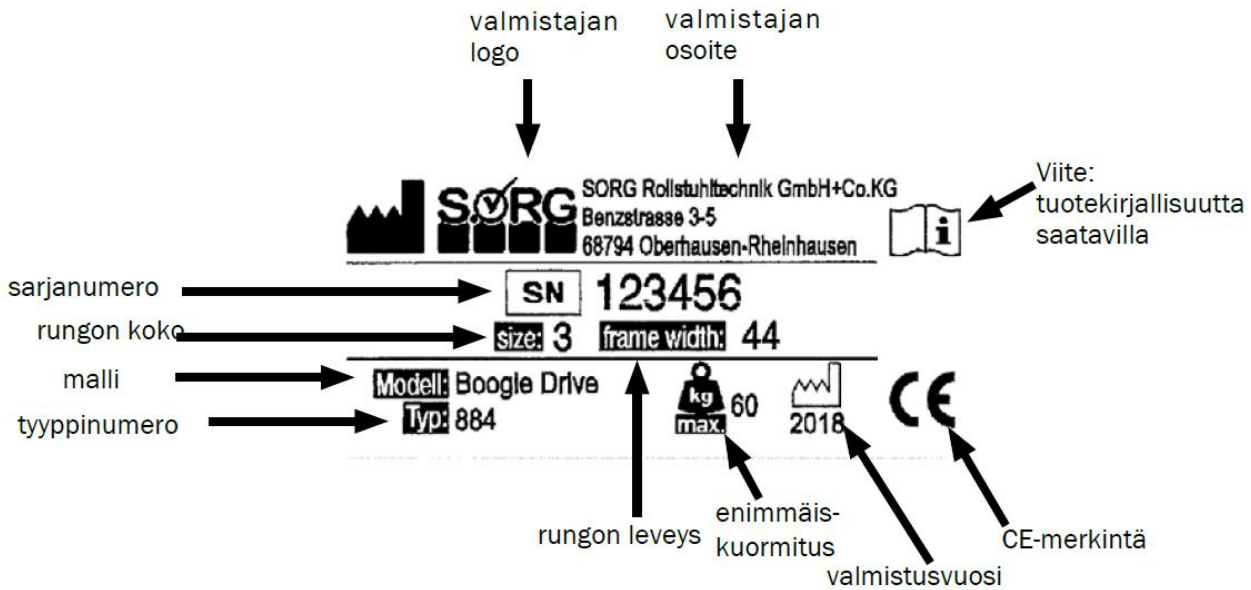 valmistajan
logo
valmistajan
osoite
SORG
SORG Rollstuhltechnik GmbH+Co.KG
Benzstrasse 3-5
68794 Oberhausen-Rheinhausen
i
Viite:
tuotekirjallisuutta
saatavilla
sarjanumero
SN 123456
rungon koko
size: 3 frame width: 44
malli
Modell: Boogie Drive
tyyppinumero
Typ: 884
kg
max. 60
2018
CE
rungon leveys
enimmäis-
kuormitus
valmistusvuosi
CE-merkintä